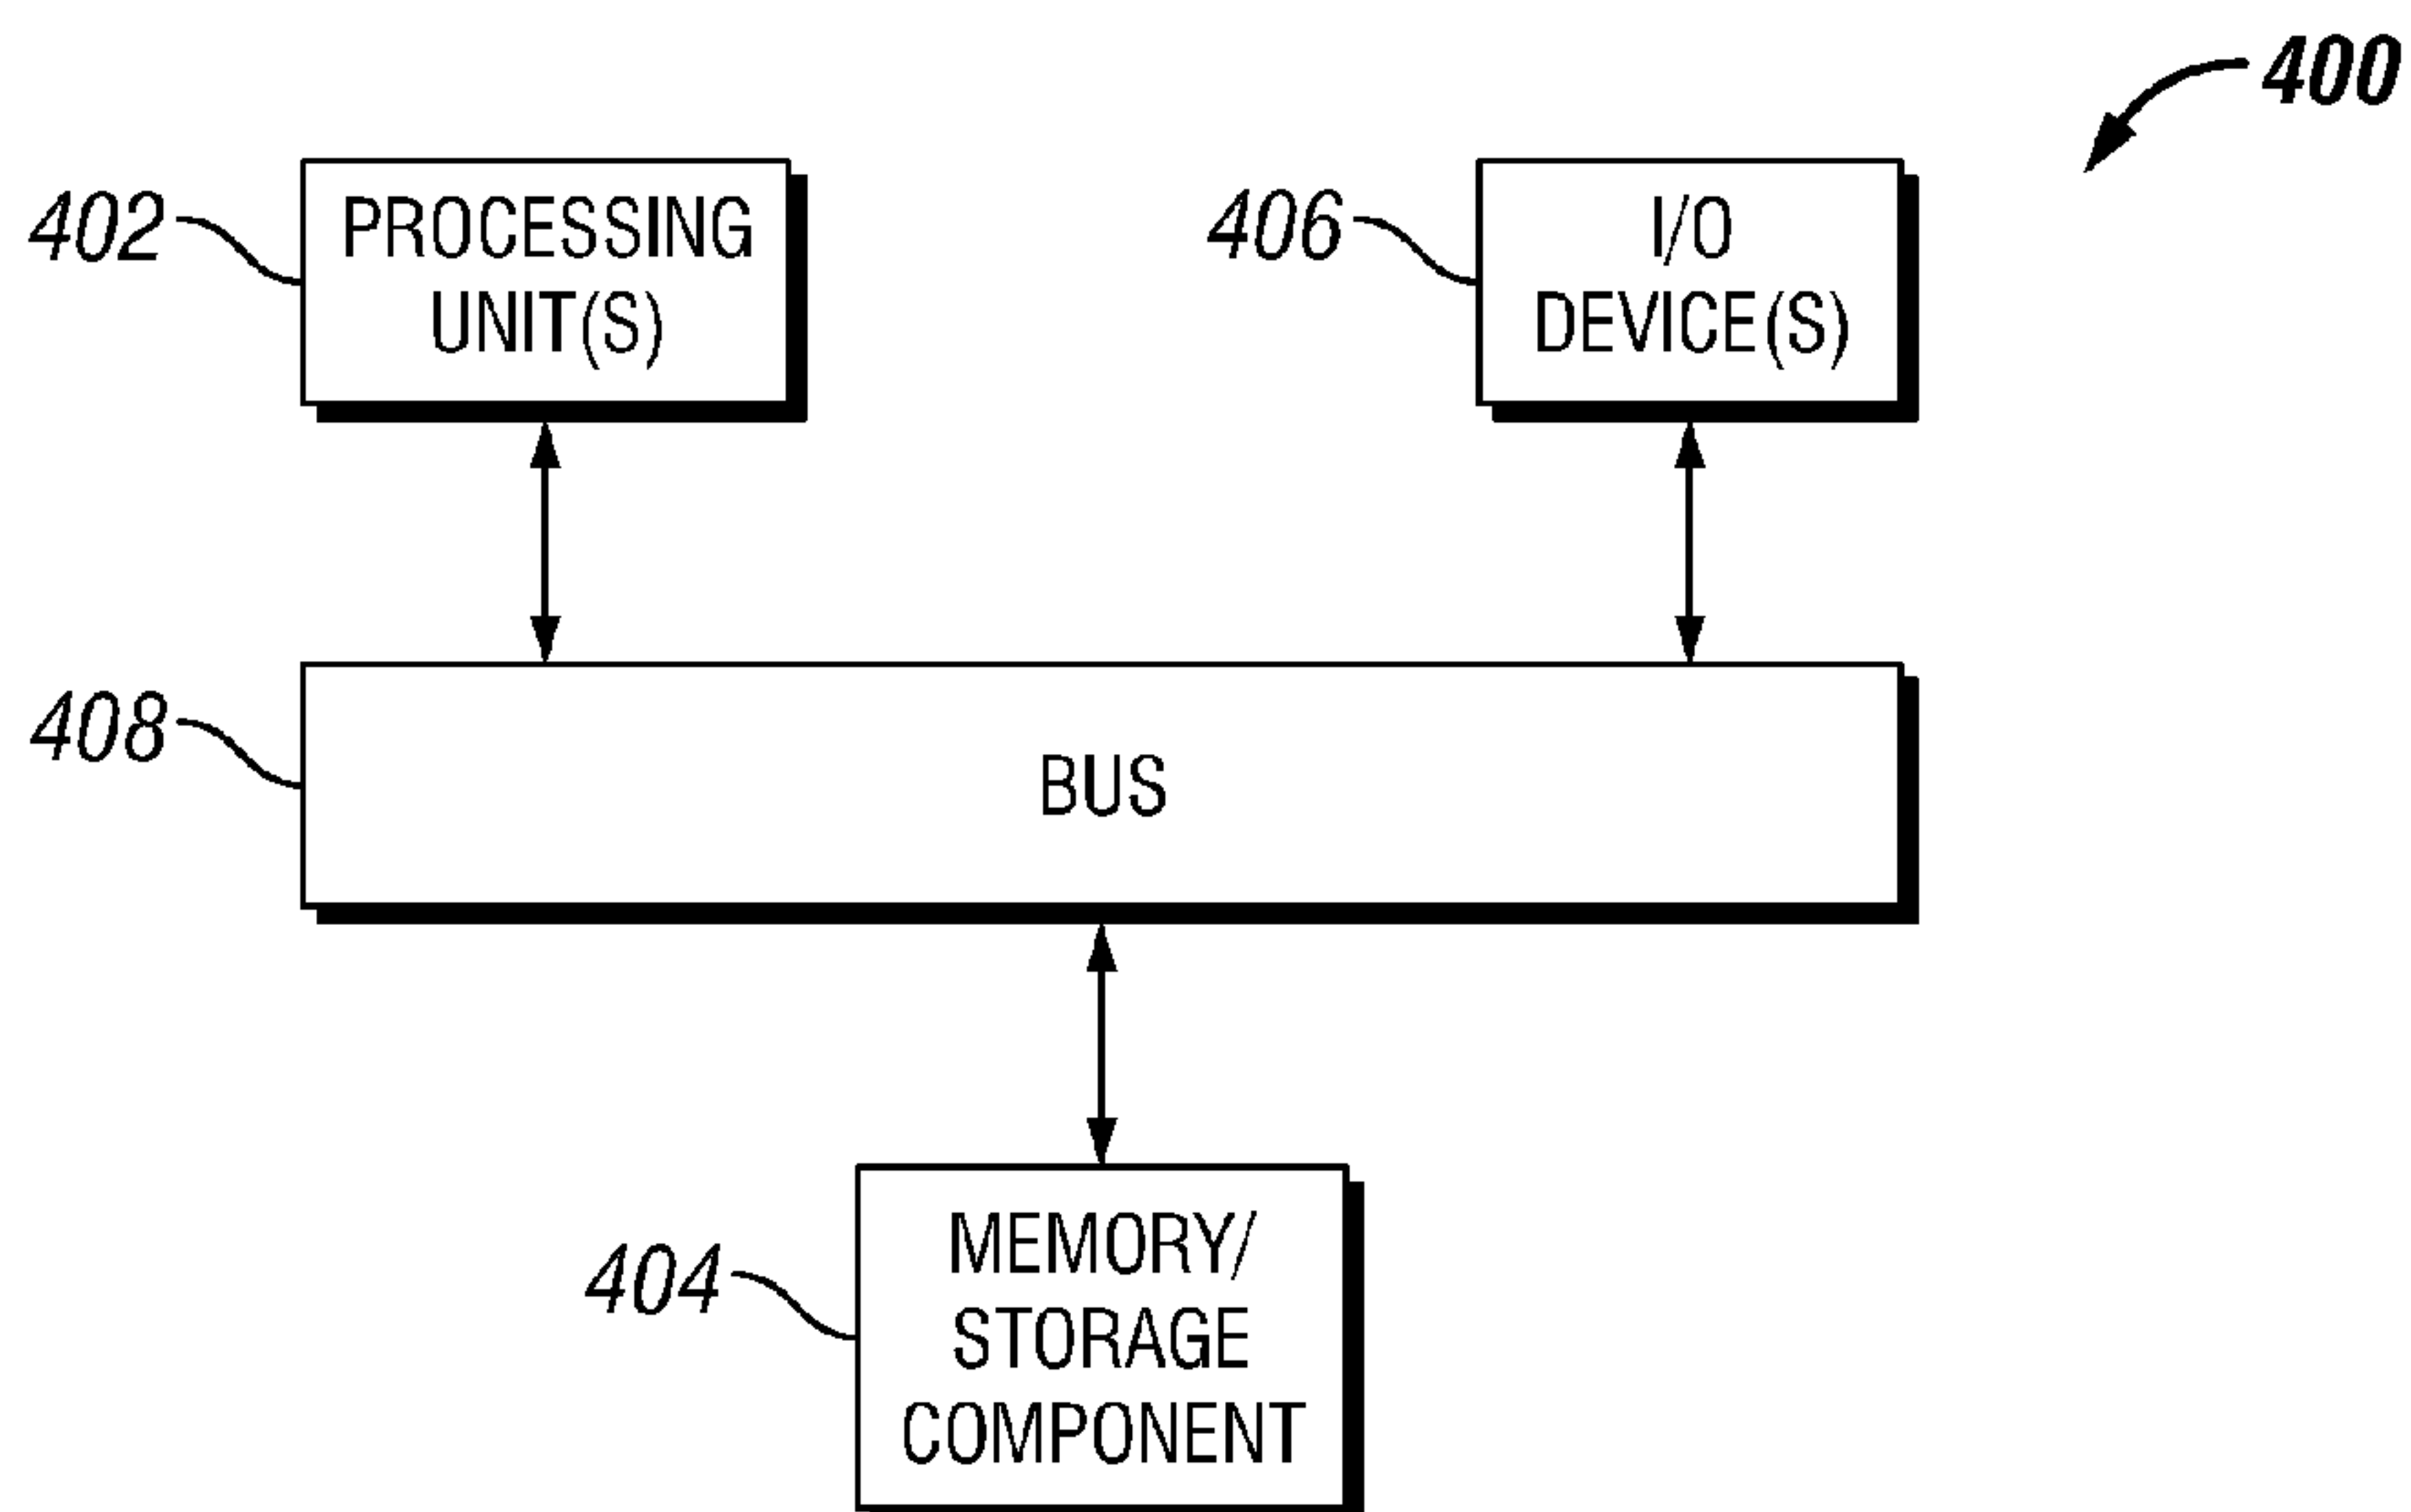 400
402
PROCESSING
UNIT(S)
406
I/O
DEVICE(S)
408
BUS
404
MEMORY/
STORAGE
COMPONENT